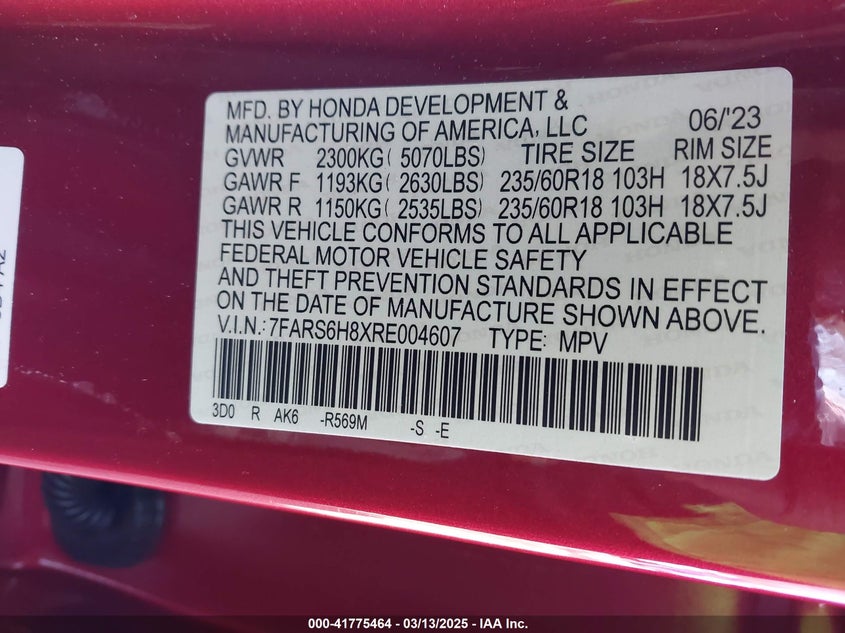 MFD. BY HONDA DEVELOPMENT &
MANUFACTURING OF AMERICA, LLC 06/'23
GVWR 2300KG( 5070LBS) TIRE SIZE RIM SIZE
GAWR F 1193KG( 2630LBS) 235/60R18 103H 18X7.5J
GAWR R 1150KG( 2535LBS) 235/60R18 103H 18X7.5J
THIS VEHICLE CONFORMS TO ALL APPLICABLE
FEDERAL MOTOR VEHICLE SAFETY
AND THEFT PREVENTION STANDARDS IN EFFECT
ON THE DATE OF MANUFACTURE SHOWN ABOVE.
V.I.N.: 7FARS6H8XRE004607 TYPE: MPV
3D0 R AK6 -R569M -S -E
000-41775464 - 03/13/2025 - IAA Inc.